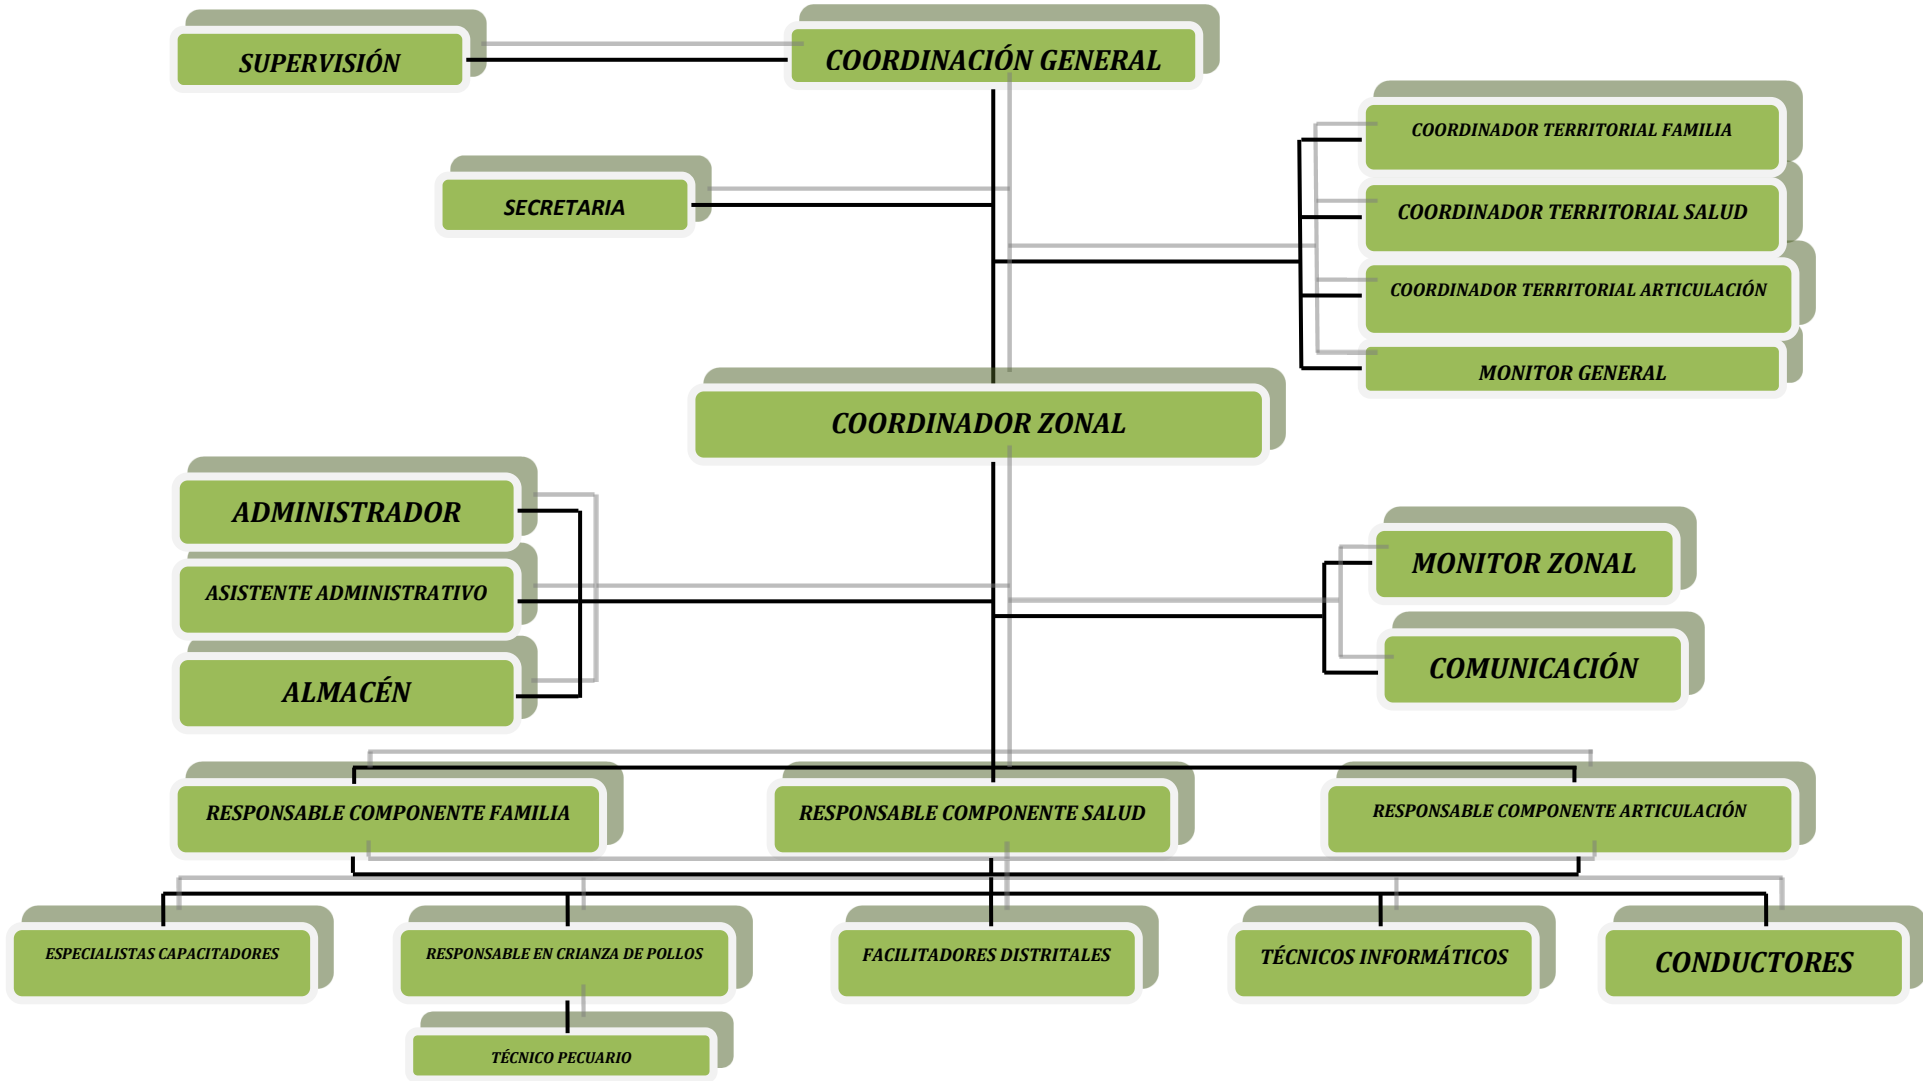 SUPERVISIÓN
COORDINACIÓN GENERAL
COORDINADOR TERRITORIAL FAMILIA
SECRETARIA
COORDINADOR TERRITORIAL SALUD
COORDINADOR TERRITORIAL ARTICULACIÓN
MONITOR GENERAL
COORDINADOR ZONAL
ADMINISTRADOR
ASISTENTE ADMINISTRATIVO
ALMACÉN
MONITOR ZONAL
COMUNICACIÓN
RESPONSABLE COMPONENTE FAMILIA
RESPONSABLE COMPONENTE SALUD
RESPONSABLE COMPONENTE ARTICULACIÓN
ESPECIALISTAS CAPACITADORES
RESPONSABLE EN CRIANZA DE POLLOS
FACILITADORES DISTRITALES
TÉCNICOS INFORMÁTICOS
CONDUCTORES
TÉCNICO PECUARIO